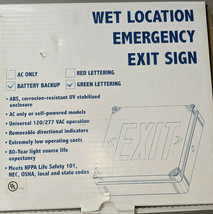 WET LOCATION
EMERGENCY
EXIT SIGN
AC ONLY
RED LETTERING
BATTERY BACKUP
GREEN LETTERING
• ABS, corrosion-resistant UV stabilized
enclosure
• AC only or self-powered models
• Universal 120/277 VAC operation
• Removable directional indicators
• Extremely low operating costs
• 80-Year light source life
expectancy
• Meets NFPA Life Safety 101,
NEC, OSHA, local and state codes
EXIT
UL